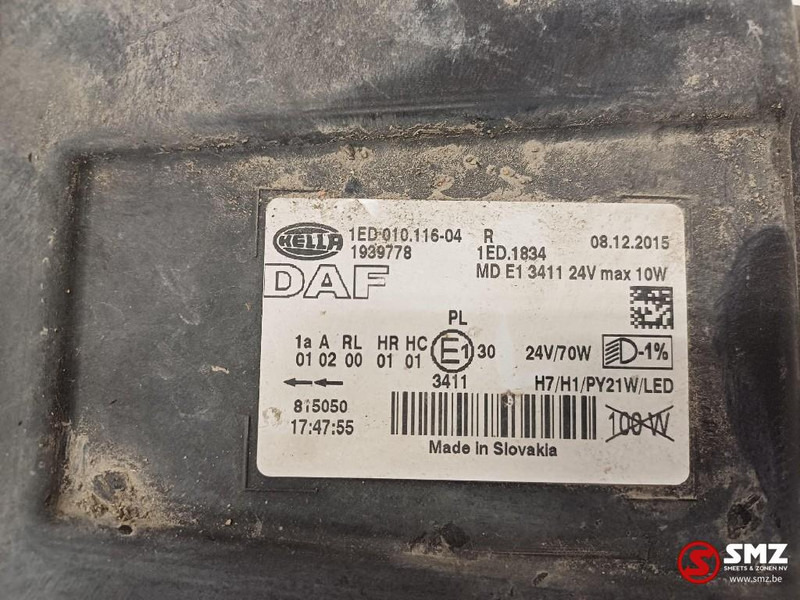 HELLA 1ED 010.116-04 R 08.12.2015
1939778 1ED.1834
DAF MD E1 3411 24V max 10W
PL
1a A RL HR HC E1 30 24V/70W D-1%
01 02 00 01 01
3411 H7/H1/PY21W/LED
815050
17:47:55 100 W
Made in Slovakia
SMZ
SMEETS & ZONEN NV
www.smz.be